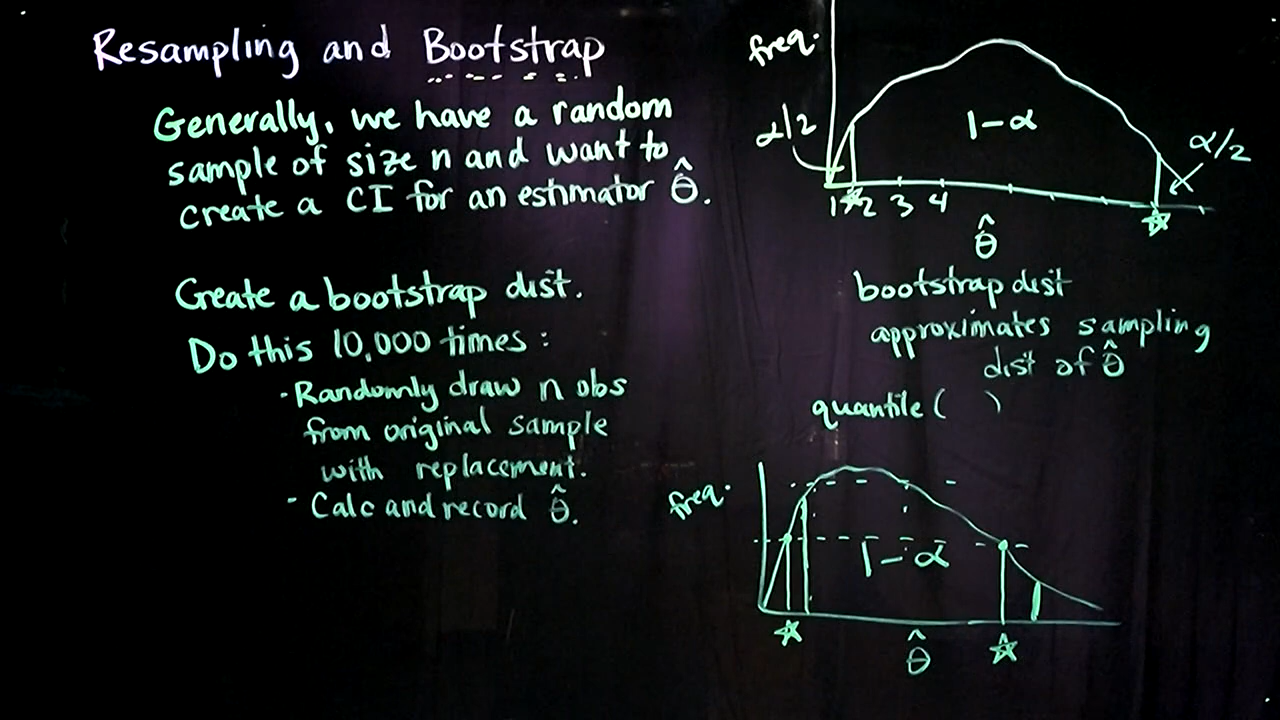 Resampling and Bootstrap
Generally, we have a random
sample of size n and want to
create a CI for an estimator θ̂.
Create a bootstrap dist.
Do this 10,000 times:
- Randomly draw n obs
from original sample
with replacement.
- Calc and record θ̂.
freq.
α/2
1-α
α/2
1 2 3 4
θ̂
bootstrap dist
approximates sampling
dist of θ̂
quantile ( )
freq.
1-α
θ̂